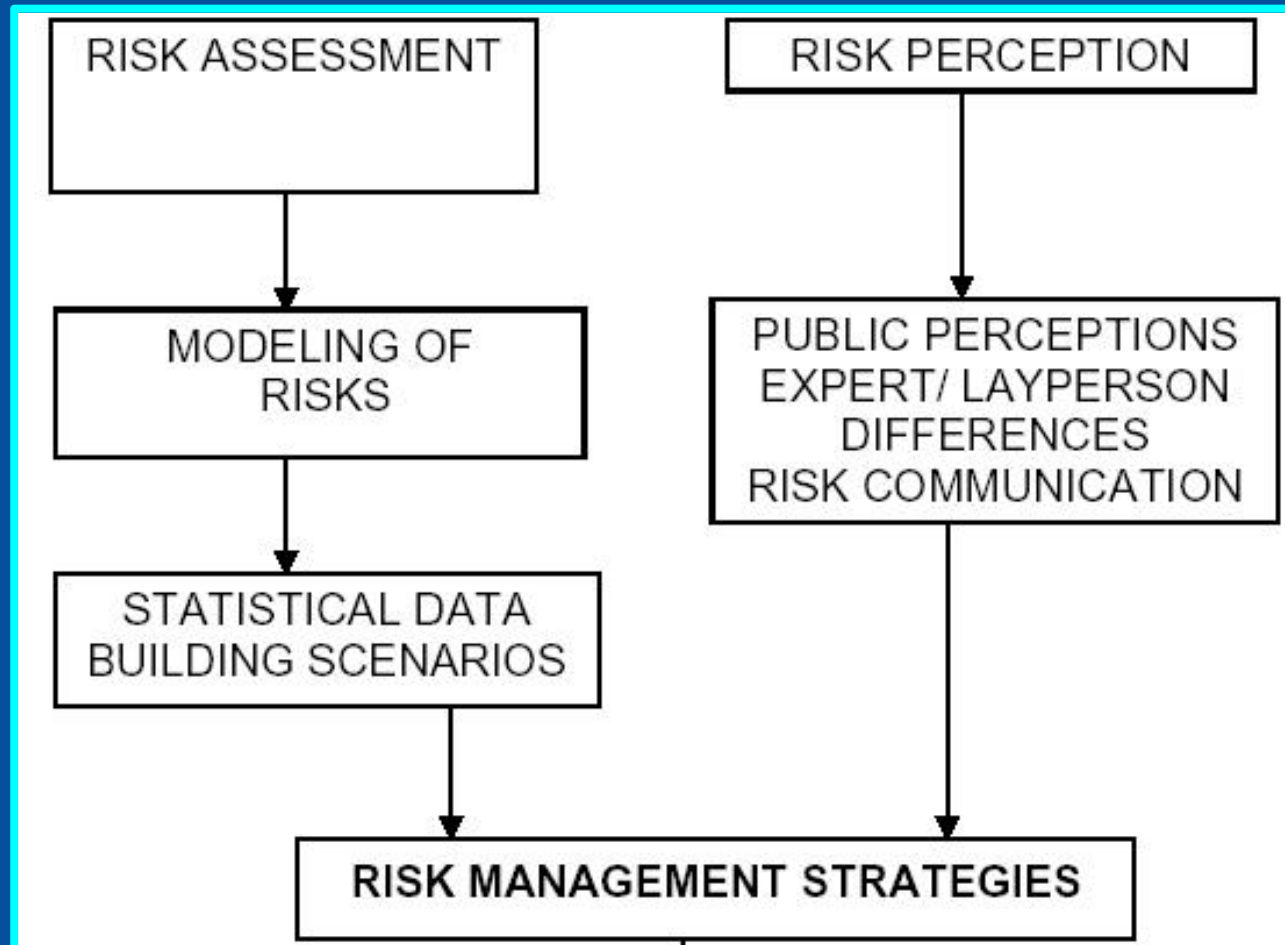 RISK ASSESSMENT
RISK PERCEPTION
MODELING OF
RISKS
PUBLIC PERCEPTIONS
EXPERT/ LAYPERSON
DIFFERENCES
RISK COMMUNICATION
STATISTICAL DATA
BUILDING SCENARIOS
RISK MANAGEMENT STRATEGIES